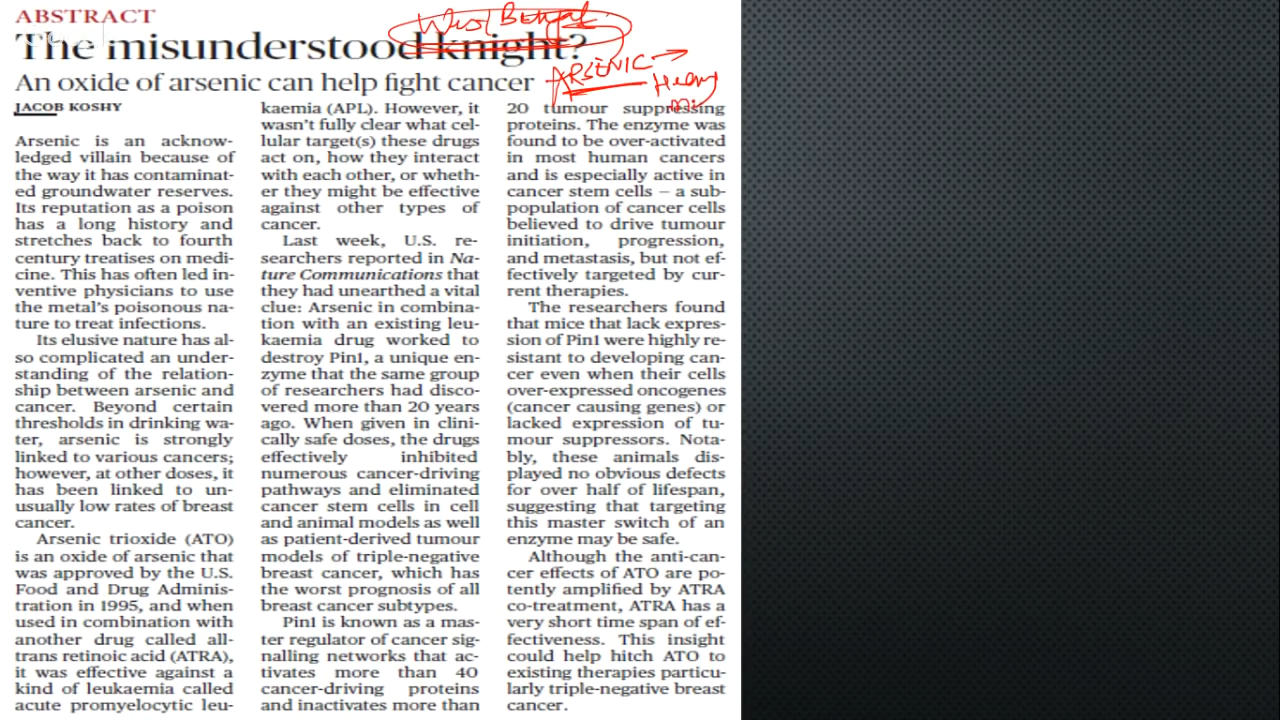 ABSTRACT
West Bengal
The misunderstood knight?
An oxide of arsenic can help fight cancer
ARSENIC →
Heavy
JACOB KOSHY
Arsenic is an acknow-
ledged villain because of
the way it has contaminat-
ed groundwater reserves.
Its reputation as a poison
has a long history and
stretches back to fourth
century treatises on medi-
cine. This has often led in-
ventive physicians to use
the metal's poisonous na-
ture to treat infections.
Its elusive nature has al-
so complicated an under-
standing of the relation-
ship between arsenic and
cancer. Beyond certain
thresholds in drinking wa-
ter, arsenic is strongly
linked to various cancers;
however, at other doses, it
has been linked to un-
usually low rates of breast
cancer.
Arsenic trioxide (ATO)
is an oxide of arsenic that
was approved by the U.S.
Food and Drug Adminis-
tration in 1995, and when
used in combination with
another drug called all-
trans retinoic acid (ATRA),
it was effective against a
kind of leukaemia called
acute promyelocytic leu-
kaemia (APL). However, it
wasn't fully clear what cel-
lular target(s) these drugs
act on, how they interact
with each other, or wheth-
er they might be effective
against other types of
cancer.
Last week, U.S. re-
searchers reported in Na-
ture Communications that
they had unearthed a vital
clue: Arsenic in combina-
tion with an existing leu-
kaemia drug worked to
destroy Pin1, a unique en-
zyme that the same group
of researchers had disco-
vered more than 20 years
ago. When given in clini-
cally safe doses, the drugs
effectively inhibited
numerous cancer-driving
pathways and eliminated
cancer stem cells in cell
and animal models as well
as patient-derived tumour
models of triple-negative
breast cancer, which has
the worst prognosis of all
breast cancer subtypes.
Pin1 is known as a mas-
ter regulator of cancer sig-
nalling networks that ac-
tivates more than 40
cancer-driving proteins
and inactivates more than
20 tumour suppressing
proteins. The enzyme was
found to be over-activated
in most human cancers
and is especially active in
cancer stem cells – a sub-
population of cancer cells
believed to drive tumour
initiation, progression,
and metastasis, but not ef-
fectively targeted by cur-
rent therapies.
The researchers found
that mice that lack expres-
sion of Pin1 were highly re-
sistant to developing can-
cer even when their cells
over-expressed oncogenes
(cancer causing genes) or
lacked expression of tu-
mour suppressors. Nota-
bly, these animals dis-
played no obvious defects
for over half of lifespan,
suggesting that targeting
this master switch of an
enzyme may be safe.
Although the anti-can-
cer effects of ATO are po-
tently amplified by ATRA
co-treatment, ATRA has a
very short time span of ef-
fectiveness. This insight
could help hitch ATO to
existing therapies particu-
larly triple-negative breast
cancer.